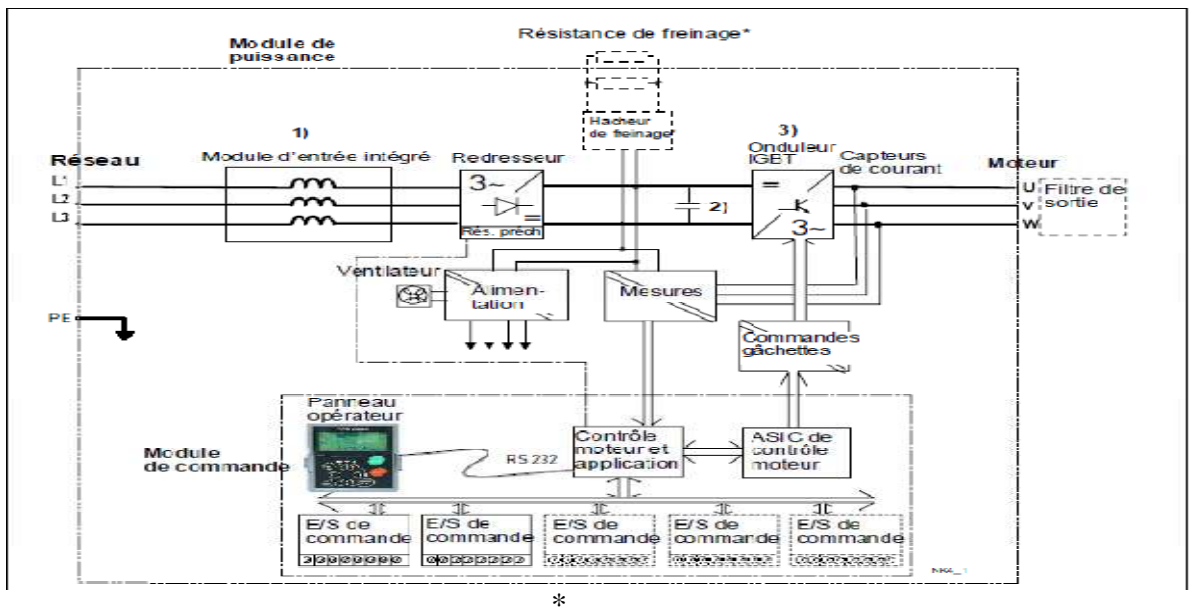 Résistance de freinage*
Module de
puissance
Hacheur
de freinage*
1)
3)
Module d'entrée intégré
Redresseur
Onduleur
IGBT
Capteurs
de courant
Réseau
Moteur
L1
L2
L3
3~
=
Rés. préch
2)
=
3~
U
V
W
Filtre de
sortie
Ventilateur
Alimen-
tation
Mesures
PE
Commandes
gâchettes
Panneau
opérateur
Module
de commande
RS 232
Contrôle
moteur et
application
ASIC de
contrôle
moteur
E/S de
commande
E/S de
commande
E/S de
commande
E/S de
commande
E/S de
commande
*